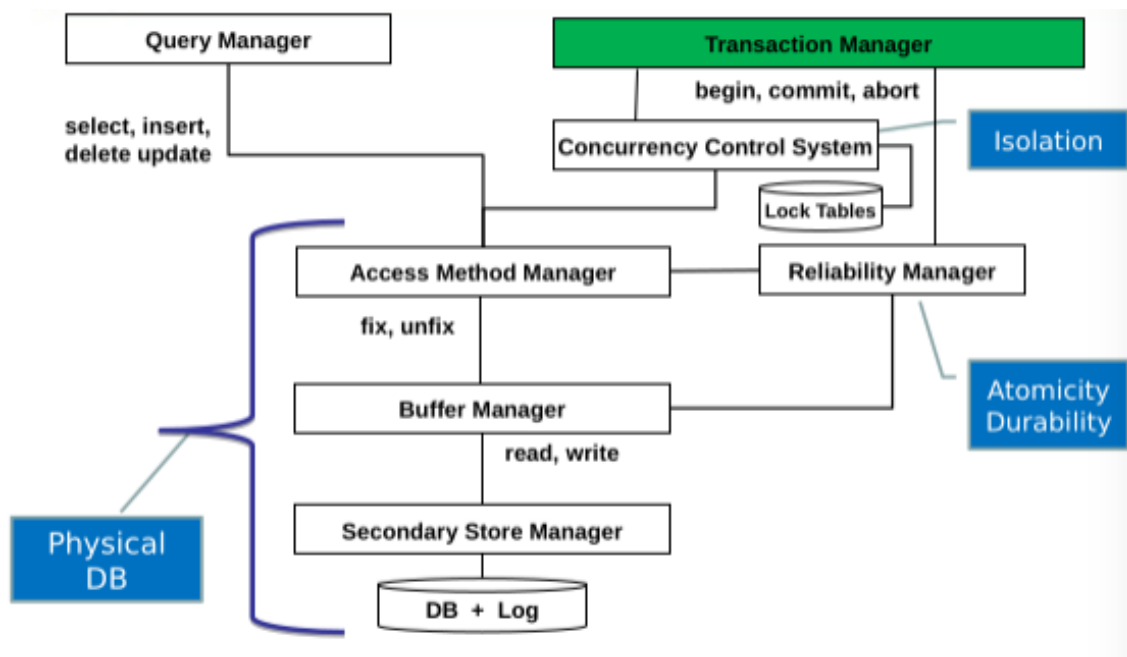 Query Manager
Transaction Manager
begin, commit, abort
select, insert,
delete update
Concurrency Control System
Isolation
Lock Tables
Access Method Manager
Reliability Manager
fix, unfix
Buffer Manager
Atomicity
Durability
read, write
Secondary Store Manager
Physical
DB
DB + Log